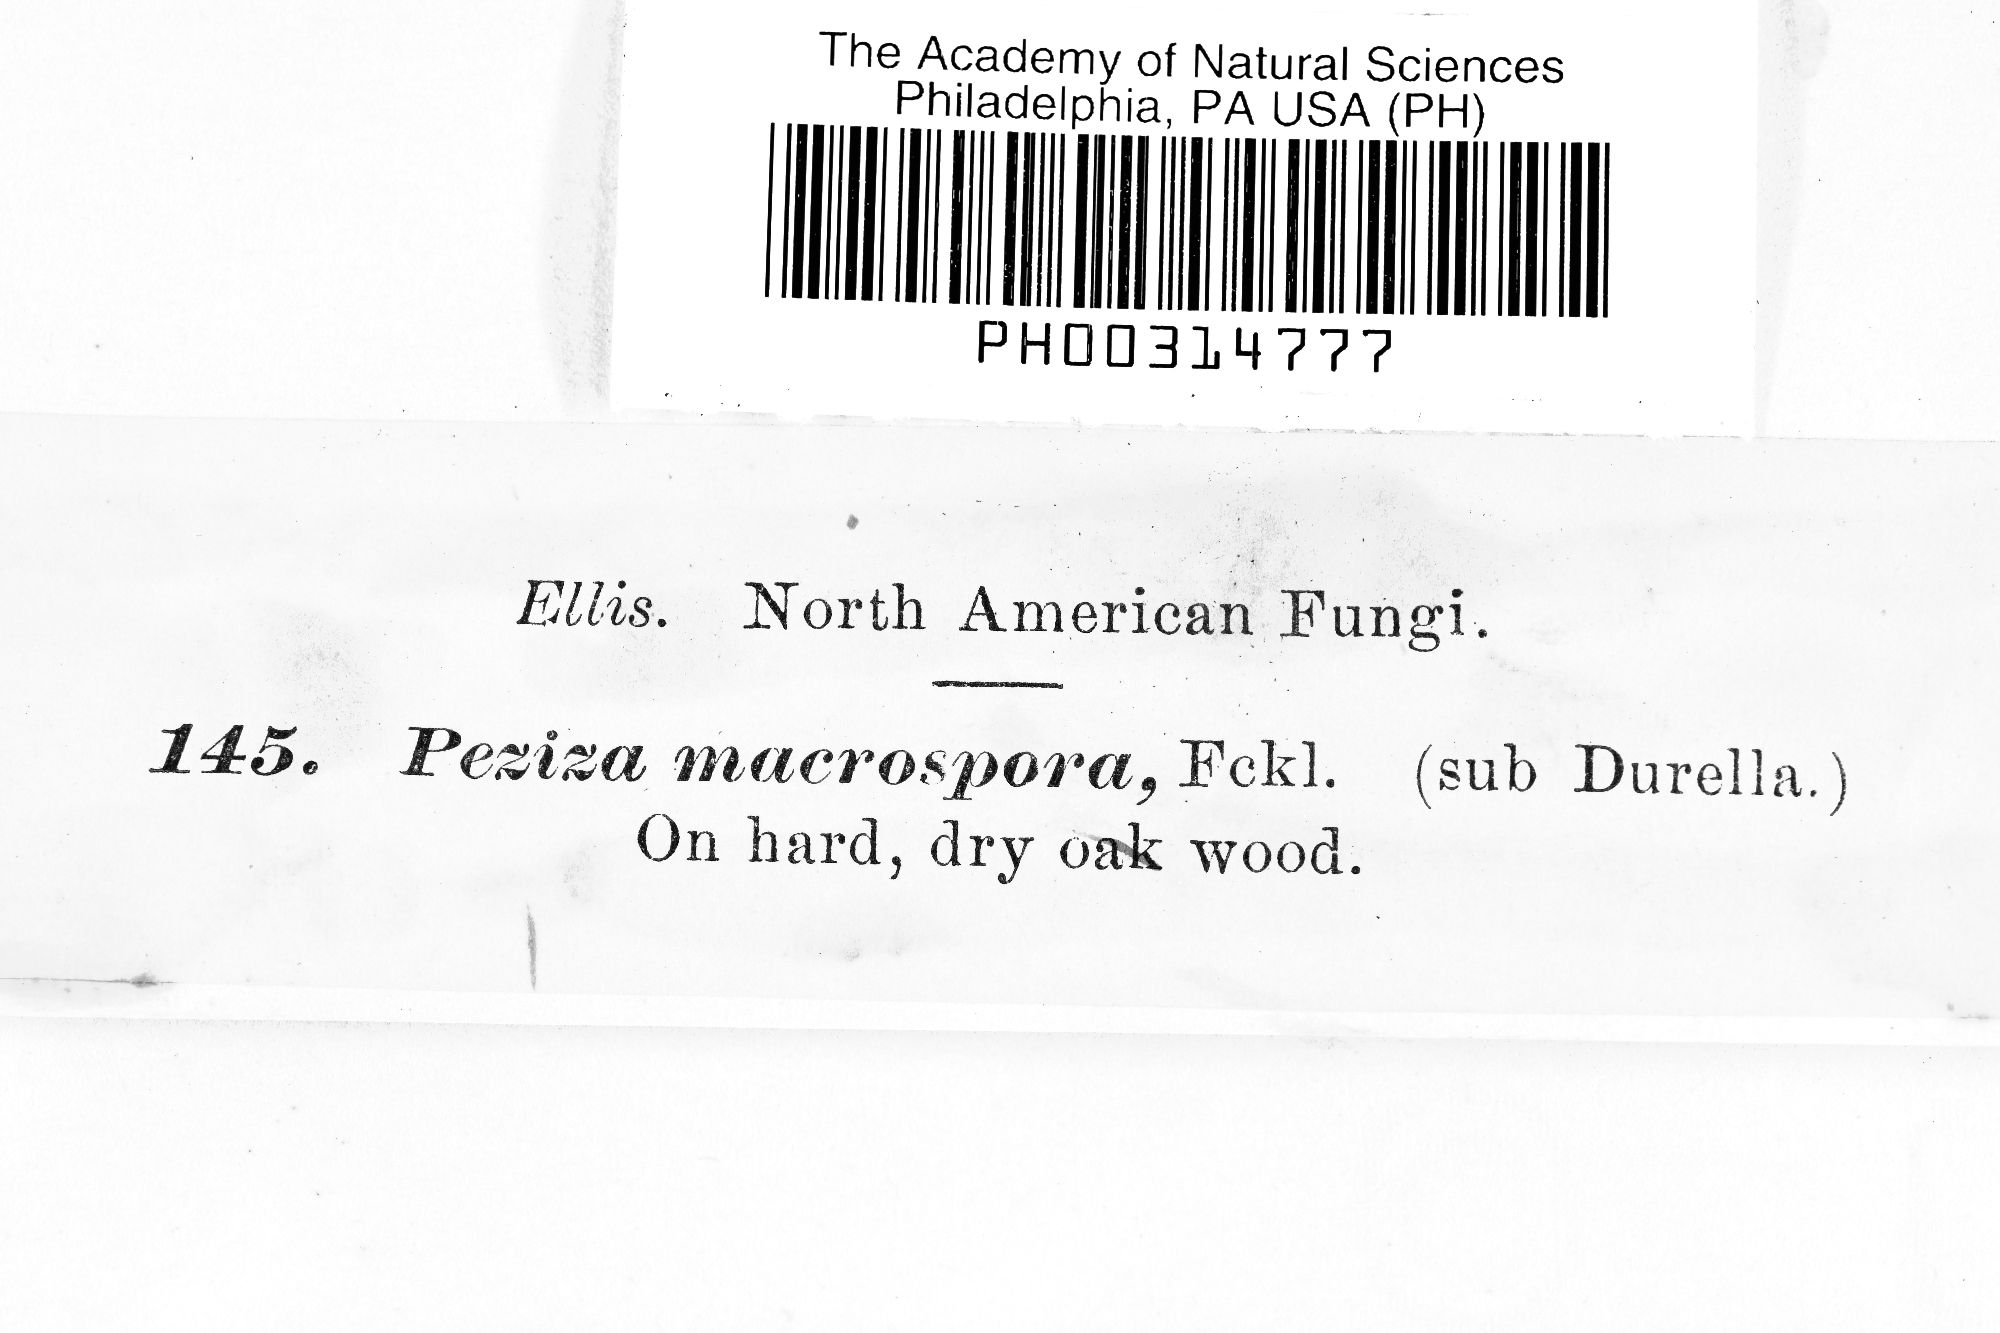 The Academy of Natural Sciences
Philadelphia, PA USA (PH)
PH00314777
Ellis. North American Fungi.
145. Peziza macrospora, Fckl. (sub Durella.)
On hard, dry oak wood.